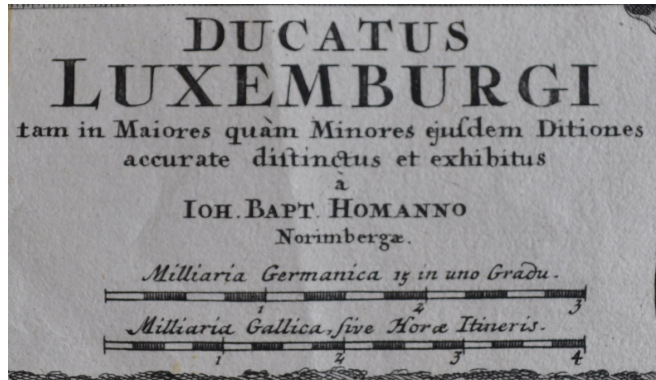 DUCATUS
LUXEMBURGI
tam in Maiores quàm Minores ejuſdem Ditiones
accurate diſtinctus et exhibitus
à
IOH. BAPT. HOMANNO
Norimbergæ.
Milliaria Germanica 15 in uno Gradu.
1 2 3
Milliaria Gallica, ſive Horæ Itineris.
1 2 3 4